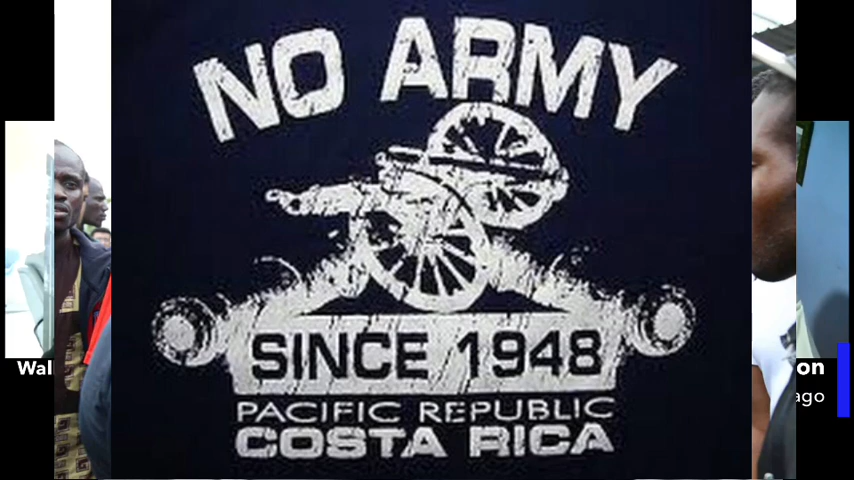 NO ARMY
SINCE 1948
PACIFIC REPUBLIC
COSTA RICA
Wal
on
ago